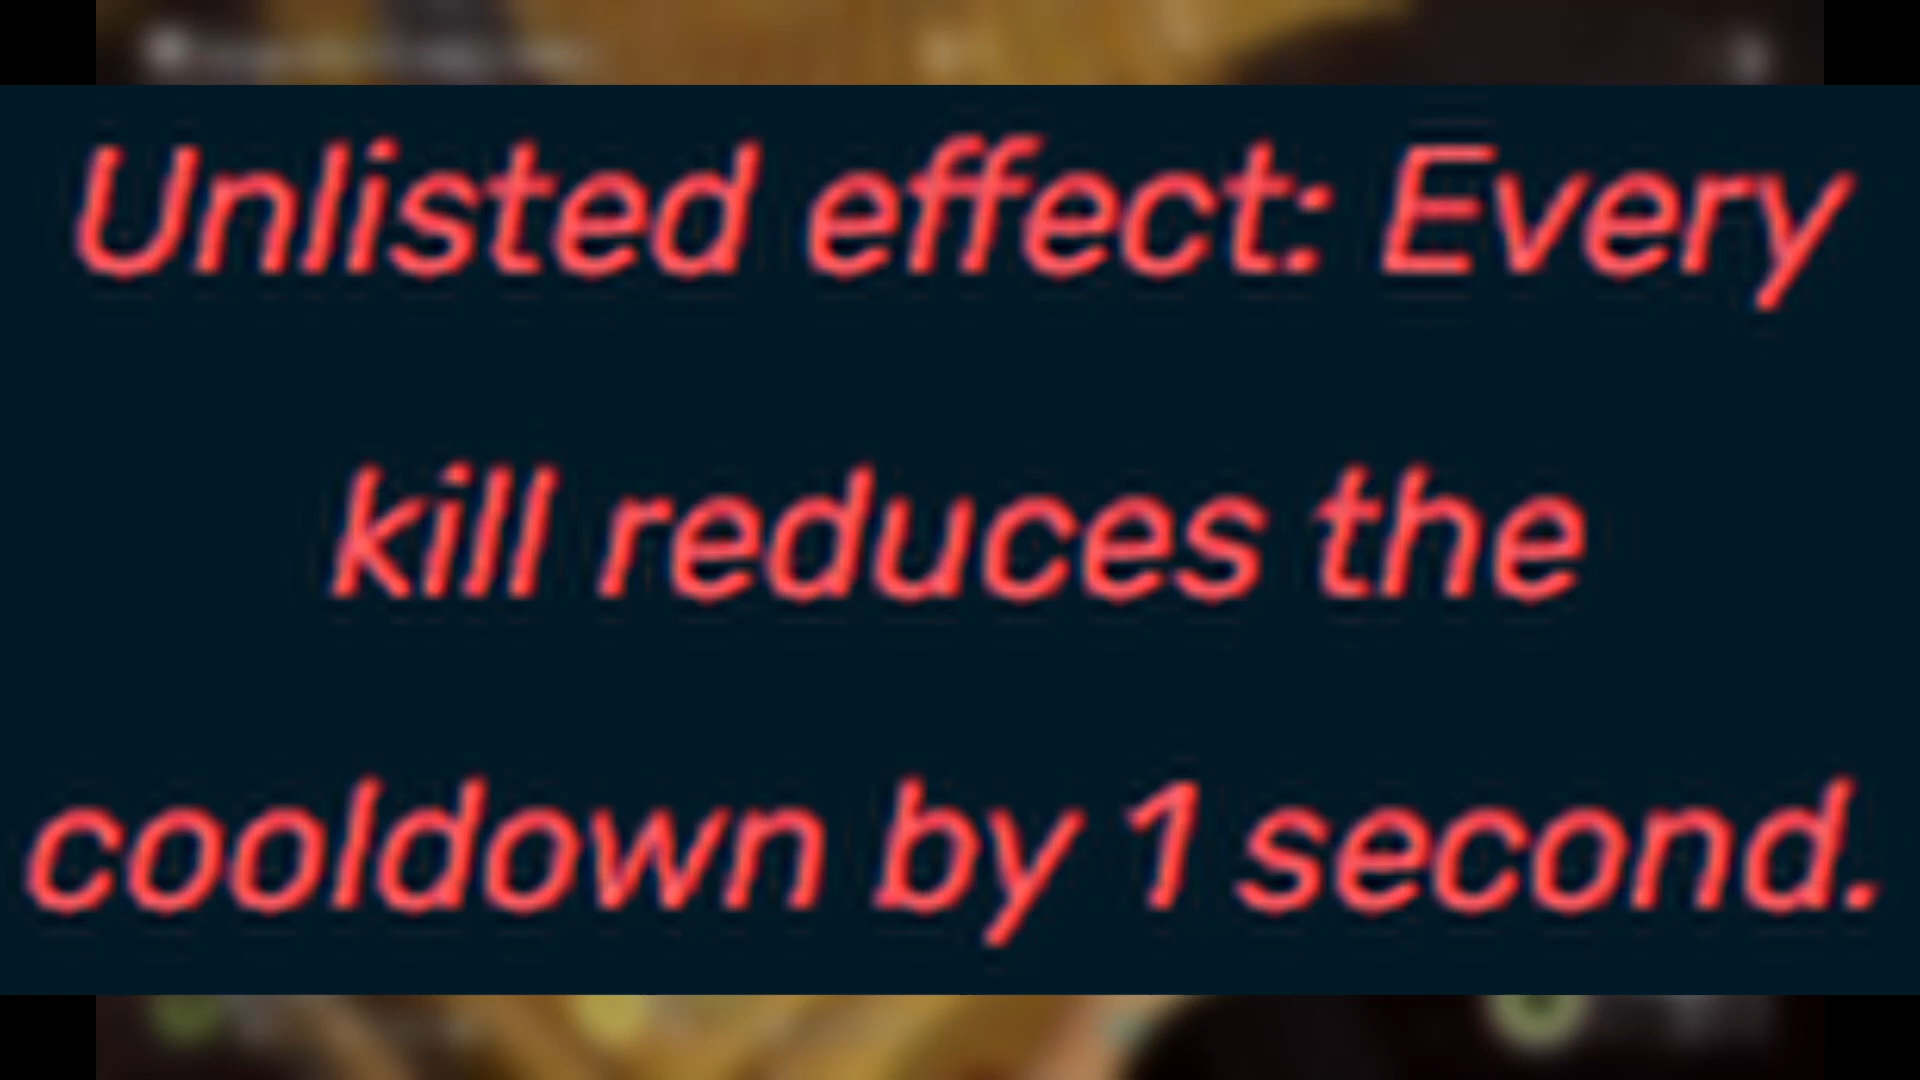 Unlisted effect: Every
kill reduces the
cooldown by 1 second.